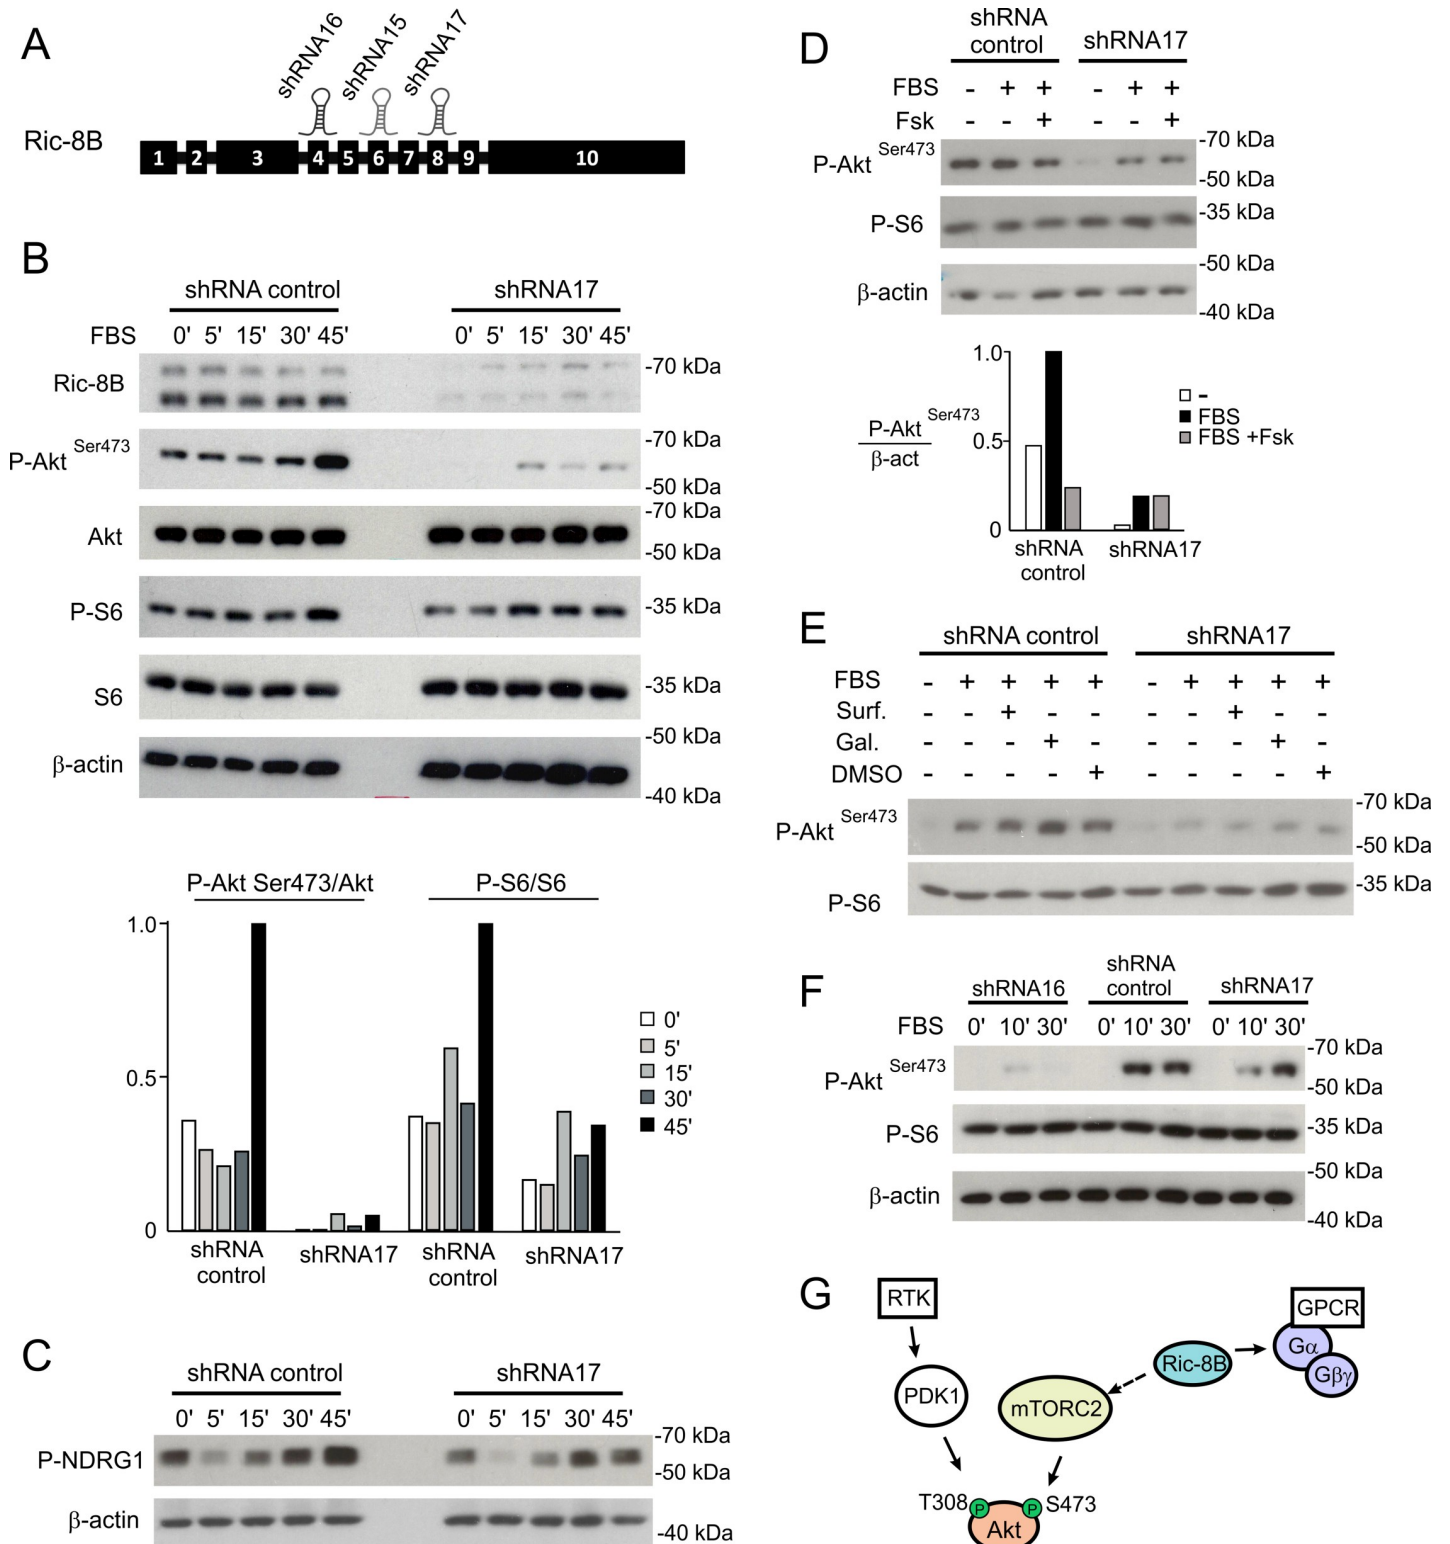 A
shRNA16
shRNA15
shRNA17
Ric-8B
1 2 3 4 5 6 7 8 9 10
B
shRNA control
shRNA17
FBS 0' 5' 15' 30' 45' 0' 5' 15' 30' 45'
Ric-8B
-70 kDa
P-Akt Ser473
-70 kDa
-50 kDa
Akt
-70 kDa
-50 kDa
P-S6
-35 kDa
S6
-35 kDa
β-actin
-50 kDa
-40 kDa
P-Akt Ser473/Akt
P-S6/S6
1.0
0.5
0
0'
5'
15'
30'
45'
shRNA control
shRNA17
shRNA control
shRNA17
C
shRNA control
shRNA17
0' 5' 15' 30' 45' 0' 5' 15' 30' 45'
P-NDRG1
-70 kDa
-50 kDa
β-actin
-40 kDa
D
shRNA control
shRNA17
FBS - + + - + +
Fsk - - + - - +
P-Akt Ser473
-70 kDa
-50 kDa
P-S6
-35 kDa
β-actin
-50 kDa
-40 kDa
1.0
0.5
0
P-Akt Ser473
β-act
-
FBS
FBS +Fsk
shRNA control
shRNA17
E
shRNA control
shRNA17
FBS - + + + + - + + + +
Surf. - - + - - - - + - -
Gal. - - - + - - - - + -
DMSO - - - - + - - - - +
P-Akt Ser473
-70 kDa
-50 kDa
P-S6
-35 kDa
F
shRNA16
shRNA control
shRNA17
FBS 0' 10' 30' 0' 10' 30' 0' 10' 30'
P-Akt Ser473
-70 kDa
-50 kDa
P-S6
-35 kDa
β-actin
-50 kDa
-40 kDa
G
RTK
GPCR
Gα
Ric-8B
Gβγ
PDK1
mTORC2
T308 P P S473
Akt